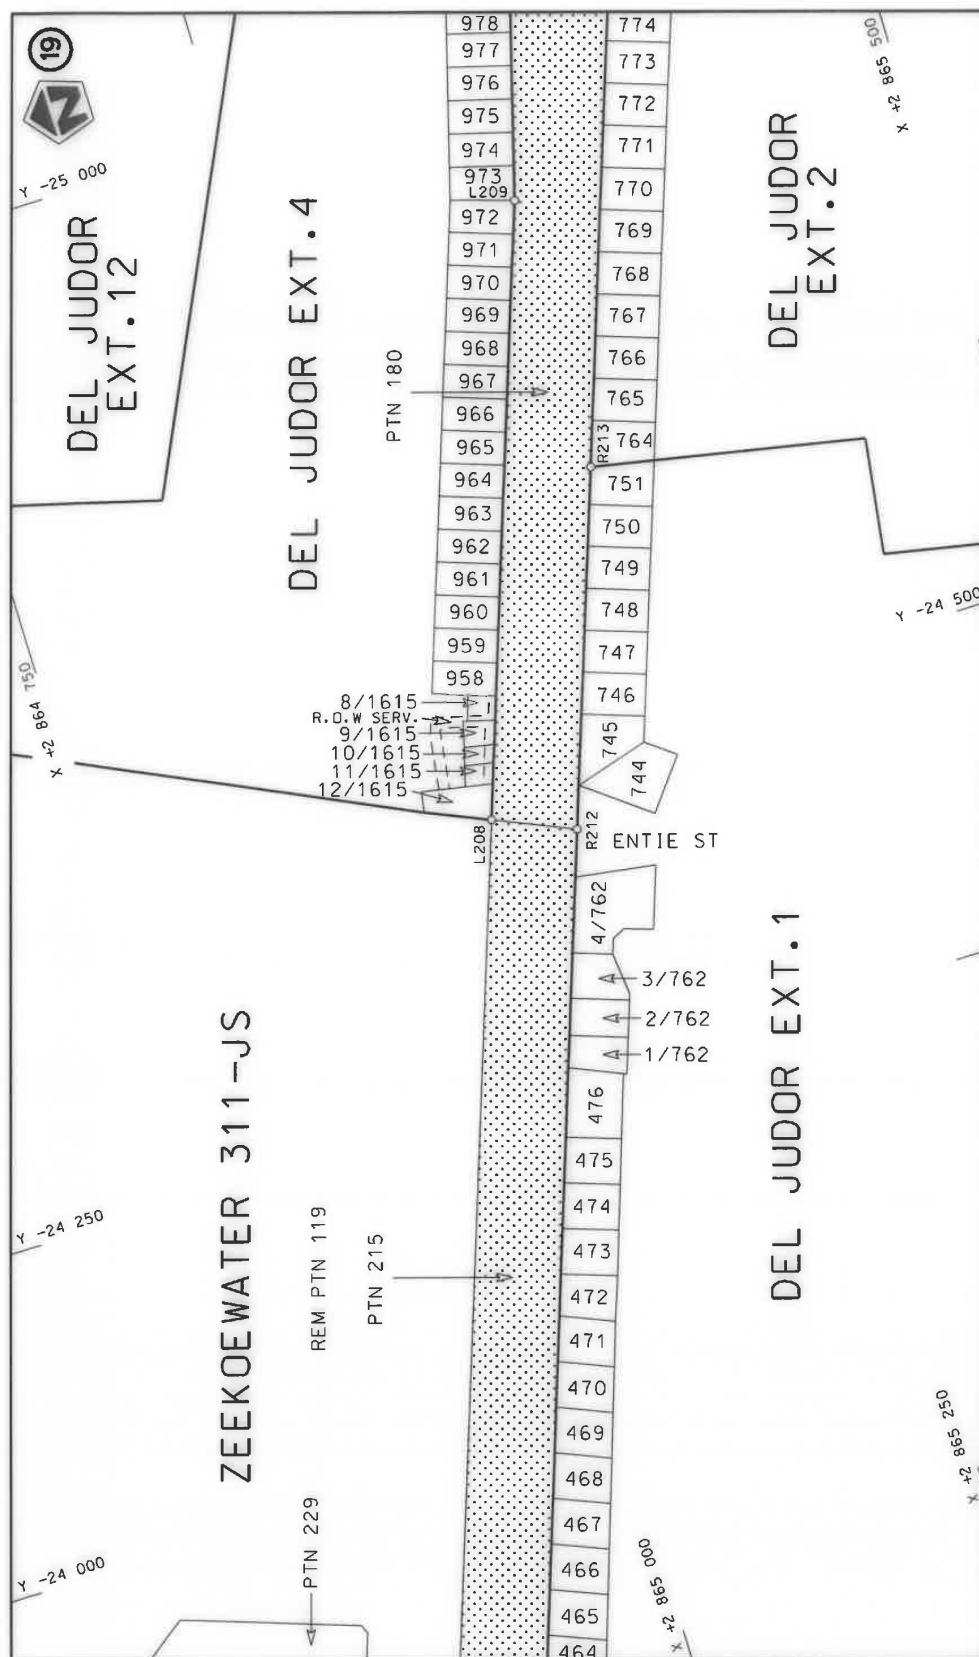 19
N
Y -25 000
DEL JUDOR
EXT.12
DEL JUDOR EXT.4
978
977
976
975
974
973
L209
972
971
970
969
968
967
966
965
964
963
962
961
960
959
958
PTN 180
774
773
772
771
770
769
768
767
766
765
764
R213
751
750
749
748
747
746
745
744
X +2 865 500
DEL JUDOR
EXT.2
Y -24 500
X +2 864 750
8/1615
R.O.W SERV.
9/1615
10/1615
11/1615
12/1615
L208
R212
ENTIE ST
4/762
3/762
2/762
1/762
476
475
474
473
472
471
470
469
468
467
466
465
464
DEL JUDOR EXT.1
ZEEKOEWATER 311-JS
REM PTN 119
PTN 215
Y -24 250
PTN 229
Y -24 000
X +2 865 000
X +2 865 250